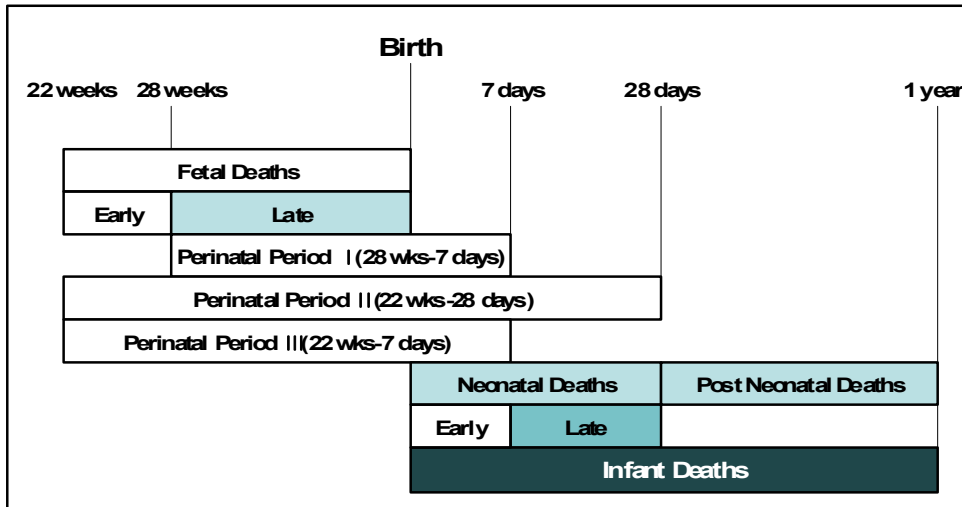 Birth
22 weeks 28 weeks 7 days 28 days 1 year
Fetal Deaths
Early Late
Perinatal Period I (28 wks-7 days)
Perinatal Period II (22 wks-28 days)
Perinatal Period III (22 wks-7 days)
Neonatal Deaths Post Neonatal Deaths
Early Late
Infant Deaths